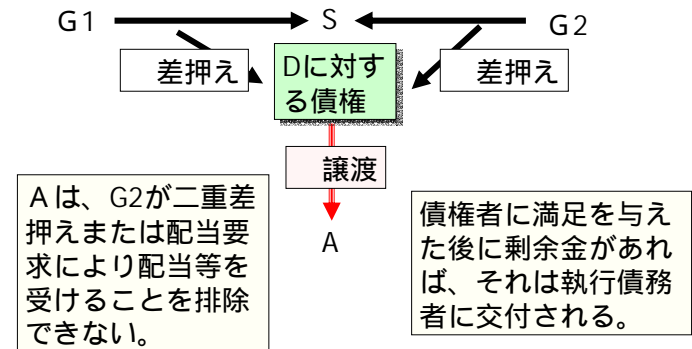 G1
S
G2
差押え
Dに対す
る債権
差押え
譲渡
A
Aは、G2が二重差
押えまたは配当要
求により配当等を
受けることを排除
できない。
債権者に満足を与え
た後に剰余金があれ
ば、それは執行債務
者に交付される。